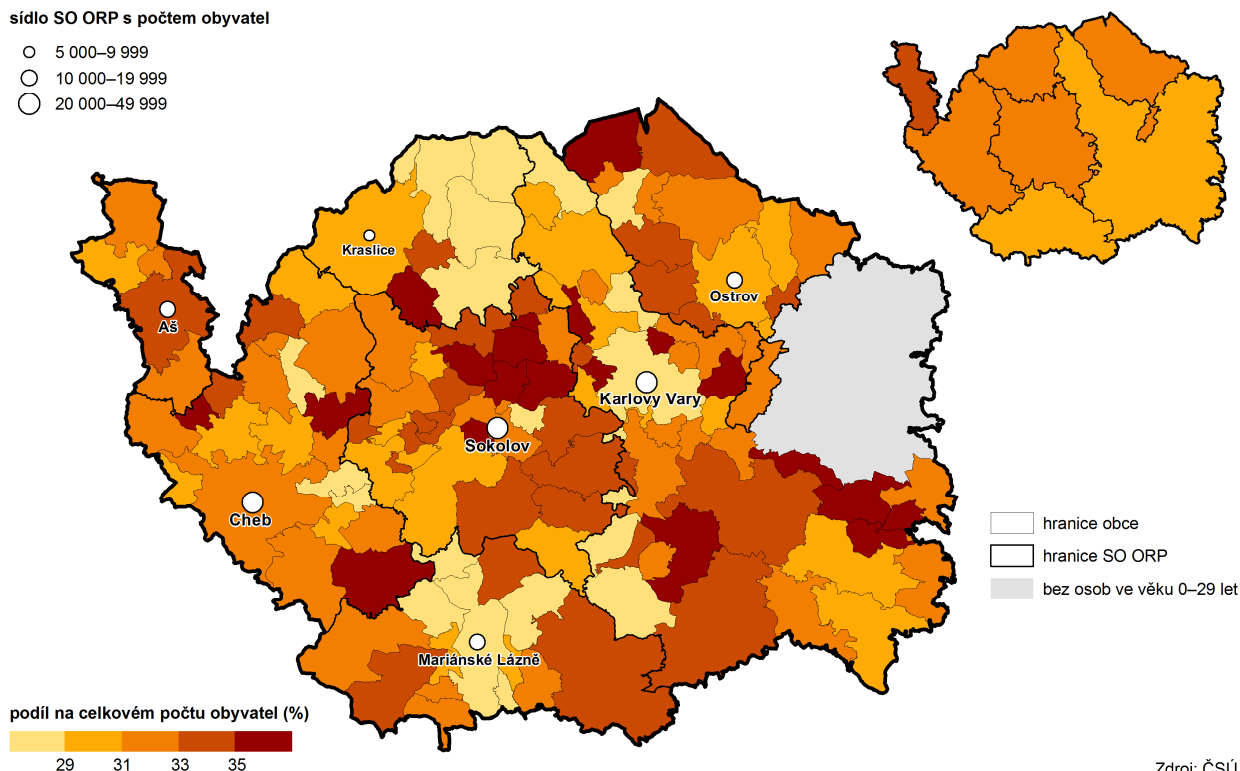 sídlo SO ORP s počtem obyvatel
5 000–9 999
10 000–19 999
20 000–49 999
Kraslice
Ostrov
Aš
Karlovy Vary
Sokolov
Cheb
hranice obce
hranice SO ORP
bez osob ve věku 0–29 let
Mariánské Lázně
podíl na celkovém počtu obyvatel (%)
29 31 33 35
Zdroj: ČSÚ